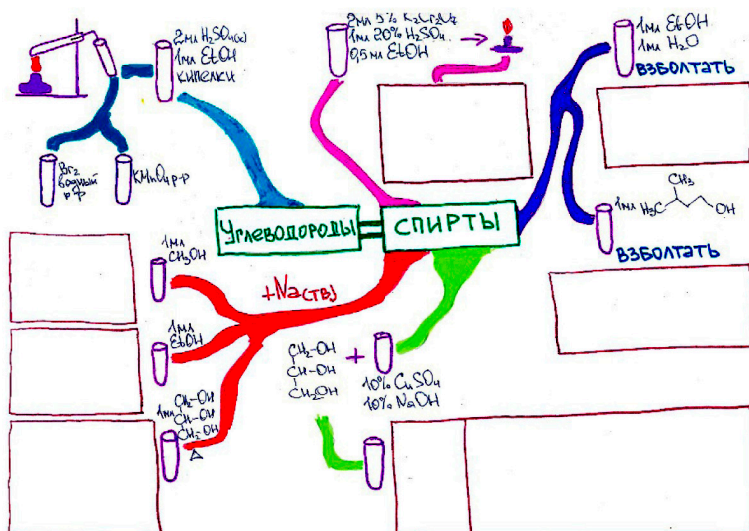 2мл H₂SO₄(к)
1мл EtOH
кипелки
2мл 5% K₂Cr₂O₇
1мл 20% H₂SO₄
0,5мл EtOH
1мл EtOH
1мл H₂O
ВЗБОЛТАТЬ
Br₂
водный
р-р
KMnO₄ р-р
CH₃
1мл H₃C OH
ВЗБОЛТАТЬ
Углеводороды
СПИРТЫ
1мл
CH₃OH
+Na(тв)
1мл
EtOH
CH₂-OH
CH-OH
CH₂OH
+
10% CuSO₄
10% NaOH
1мл
CH₂-OH
CH-OH
CH₂-OH
Δ